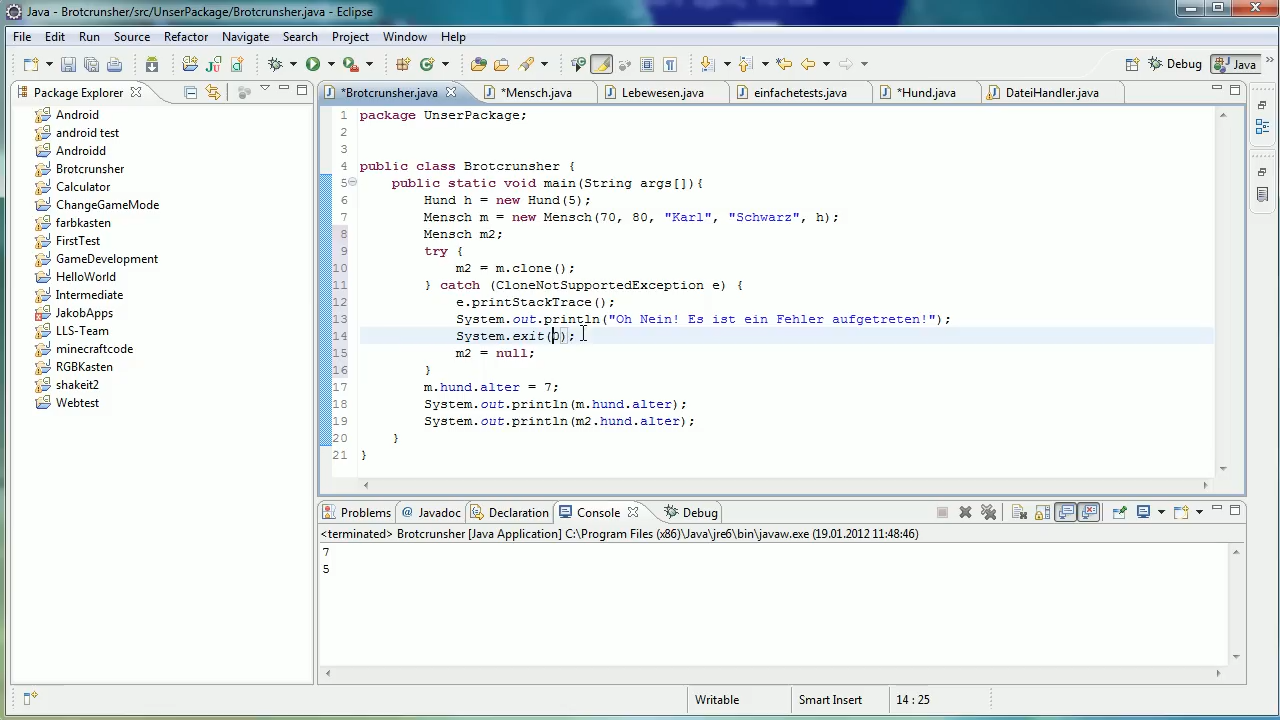 Java - Brotcrunsher/src/UnserPackage/Brotcrunsher.java - Eclipse
File Edit Run Source Refactor Navigate Search Project Window Help
Debug Java
Package Explorer
Android
android test
Androidd
Brotcrunsher
Calculator
ChangeGameMode
farbkasten
FirstTest
GameDevelopment
HelloWorld
Intermediate
JakobApps
LLS-Team
minecraftcode
RGBKasten
shakeit2
Webtest
*Brotcrunsher.java *Mensch.java Lebewesen.java einfachetests.java *Hund.java DateiHandler.java
1 package UnserPackage;
2
3
4 public class Brotcrunsher {
5 public static void main(String args[]){
6 Hund h = new Hund(5);
7 Mensch m = new Mensch(70, 80, "Karl", "Schwarz", h);
8 Mensch m2;
9 try {
10 m2 = m.clone();
11 } catch (CloneNotSupportedException e) {
12 e.printStackTrace();
13 System.out.println("Oh Nein! Es ist ein Fehler aufgetreten!");
14 System.exit(0);
15 m2 = null;
16 }
17 m.hund.alter = 7;
18 System.out.println(m.hund.alter);
19 System.out.println(m2.hund.alter);
20 }
21 }
Problems @ Javadoc Declaration Console Debug
<terminated> Brotcrunsher [Java Application] C:\Program Files (x86)\Java\jre6\bin\javaw.exe (19.01.2012 11:48:46)
7
5
Writable Smart Insert 14 : 25